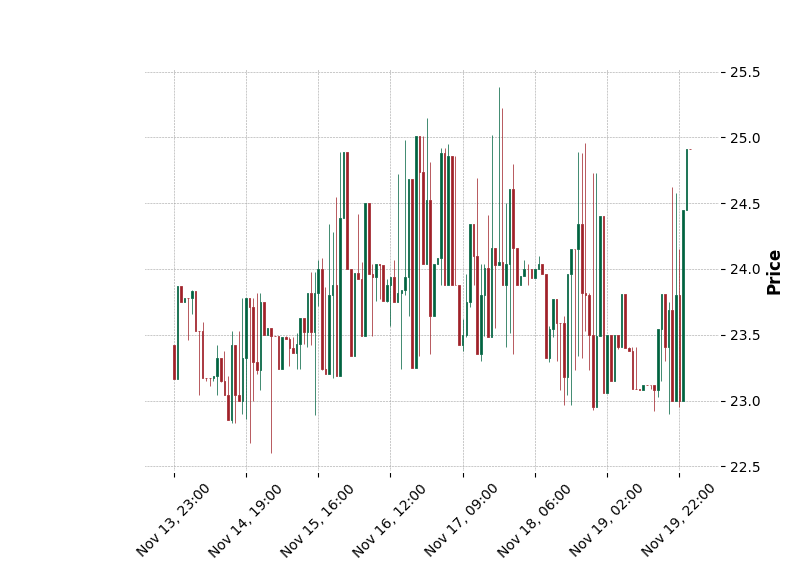 25.5
25.0
24.5
24.0
23.5
23.0
22.5
Price
Nov 13, 23:00
Nov 14, 19:00
Nov 15, 16:00
Nov 16, 12:00
Nov 17, 09:00
Nov 18, 06:00
Nov 19, 02:00
Nov 19, 22:00